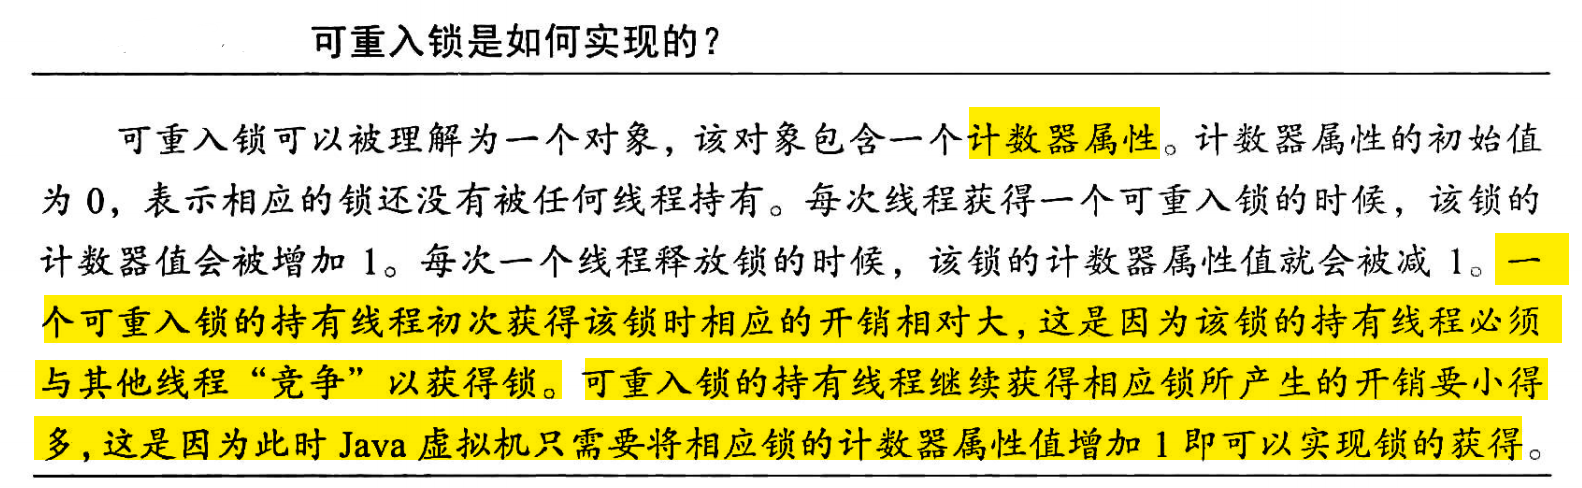 可重入锁是如何实现的？
可重入锁可以被理解为一个对象，该对象包含一个计数器属性。计数器属性的初始值
为 0，表示相应的锁还没有被任何线程持有。每次线程获得一个可重入锁的时候，该锁的
计数器值会被增加 1。每次一个线程释放锁的时候，该锁的计数器属性值就会被减 1。一
个可重入锁的持有线程初次获得该锁时相应的开销相对大，这是因为该锁的持有线程必须
与其他线程“竞争”以获得锁。可重入锁的持有线程继续获得相应锁所产生的开销要小得
多，这是因为此时 Java 虚拟机只需要将相应锁的计数器属性值增加 1 即可以实现锁的获得。